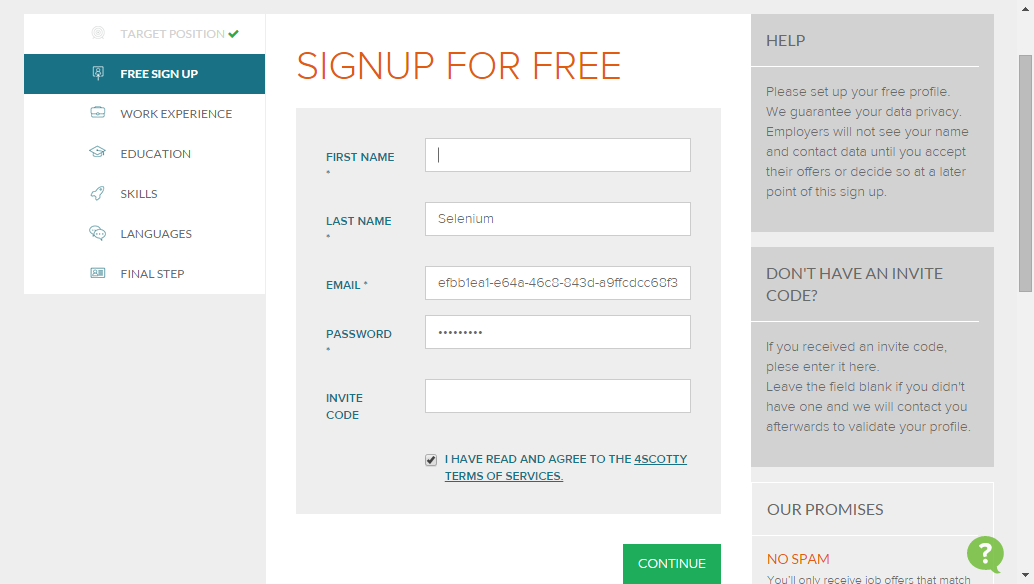 TARGET POSITION
FREE SIGN UP
WORK EXPERIENCE
EDUCATION
SKILLS
LANGUAGES
FINAL STEP
SIGNUP FOR FREE
FIRST NAME
*
LAST NAME
*
Selenium
EMAIL *
efbb1ea1-e64a-46c8-843d-a9ffcdcc68f3
PASSWORD
*
•••••••••
INVITE
CODE
I HAVE READ AND AGREE TO THE 4SCOTTY
TERMS OF SERVICES.
CONTINUE
HELP
Please set up your free profile.
We guarantee your data privacy.
Employers will not see your name
and contact data until you accept
their offers or decide so at a later
point of this sign up.
DON'T HAVE AN INVITE
CODE?
If you received an invite code,
plese enter it here.
Leave the field blank if you didn't
have one and we will contact you
afterwards to validate your profile.
OUR PROMISES
NO SPAM
You'll only receive job offers that match
?